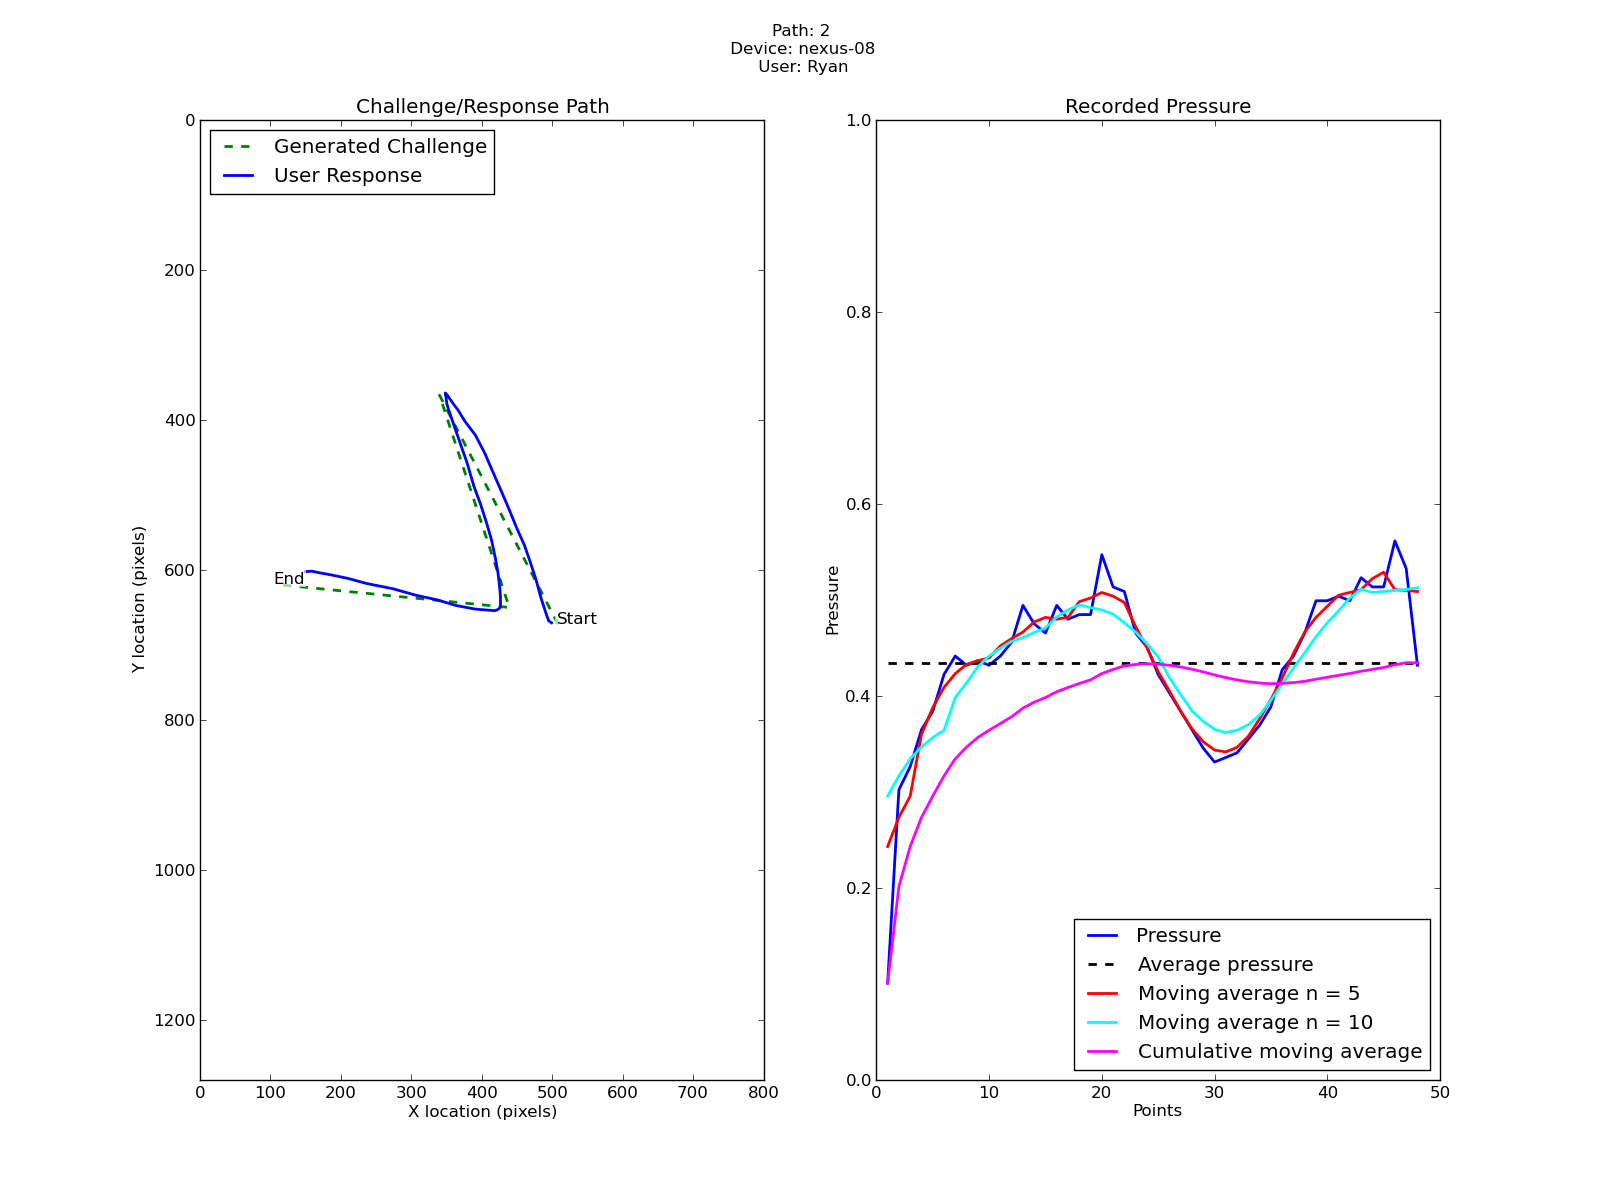 Path: 2
Device: nexus-08
User: Ryan
Challenge/Response Path
Generated Challenge
User Response
0
200
400
600
800
1000
1200
Y location (pixels)
End
Start
0 100 200 300 400 500 600 700 800
X location (pixels)
Recorded Pressure
1.0
0.8
0.6
0.4
0.2
0.0
Pressure
Pressure
Average pressure
Moving average n = 5
Moving average n = 10
Cumulative moving average
0 10 20 30 40 50
Points